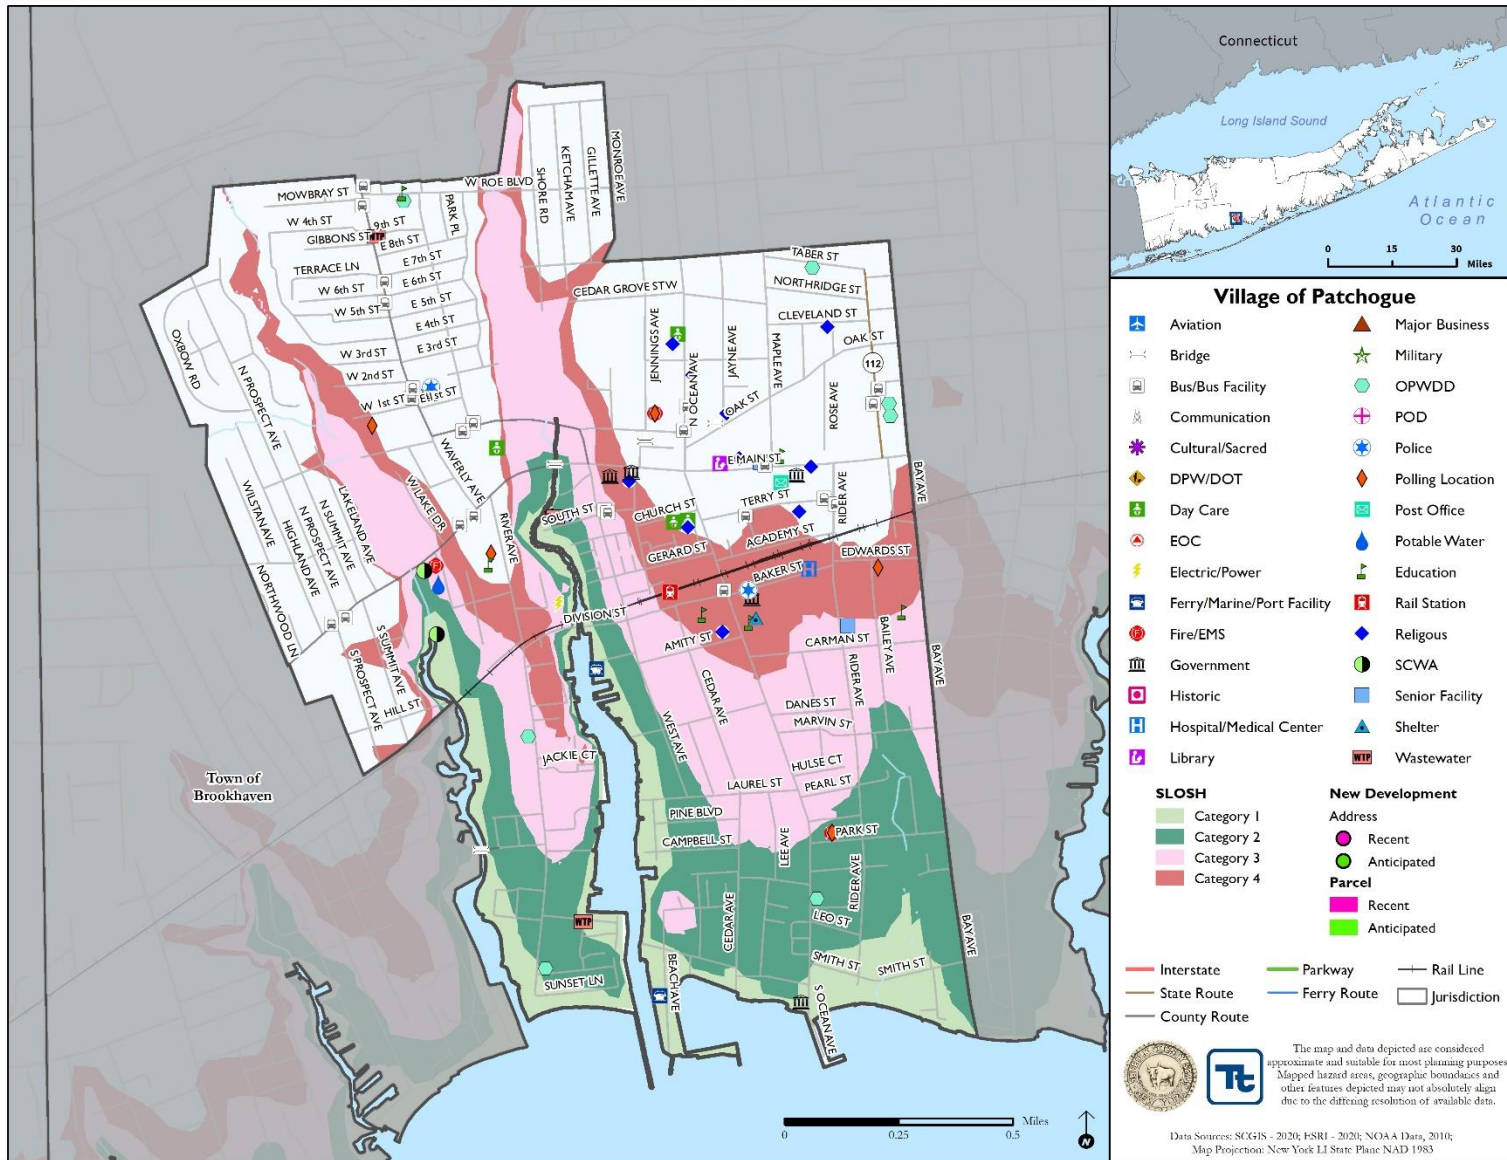 MOWBRAY ST
W ROE BLVD
SHORE RD
KETCHAM AVE
GILLETTE AVE
MONROE AVE
PARK PL
W 4th ST
9th ST
GIBBONS ST
WTP
E 8th ST
E 7th ST
TERRACE LN
E 6th ST
W 6th ST
E 5th ST
W 5th ST
E 4th ST
E 3rd ST
W 3rd ST
W 2nd ST
W 1st ST
E 1st ST
OXBOW RD
N PROSPECT AVE
TABER ST
NORTHRIDGE ST
CEDAR GROVE ST W
CLEVELAND ST
OAK ST
112
JENNINGS AVE
N OCEAN AVE
JAYNE AVE
MAPLE AVE
OAK ST
ROSE AVE
E MAIN ST
WAVERLY AVE
W LAKE DR
LAKELAND AVE
N SUMMIT AVE
N PROSPECT AVE
HIGHLAND AVE
WILSTAN AVE
NORTHWOOD LN
RIVER AVE
SOUTH ST
CHURCH ST
TERRY ST
RIDER AVE
BAY AVE
GERARD ST
ACADEMY ST
EDWARDS ST
BAKER ST
DIVISION ST
AMITY ST
CARMAN ST
BAILEY AVE
BAY AVE
RIDER AVE
S SUMMIT AVE
S PROSPECT AVE
HILL ST
CEDAR AVE
WEST AVE
DANES ST
MARVIN ST
JACKIE CT
HULSE CT
LAUREL ST
PEARL ST
PINE BLVD
CAMPBELL ST
LEE AVE
PARK ST
RIDER AVE
CEDAR AVE
LEO ST
BAY AVE
WTP
SMITH ST
SMITH ST
SUNSET LN
BEACH AVE
S OCEAN AVE
Town of
Brookhaven
Miles
0
0.25
0.5
N
Connecticut
Long Island Sound
Atlantic
Ocean
0
15
30
Miles
Village of Patchogue
Aviation
Major Business
Bridge
Military
Bus/Bus Facility
OPWDD
Communication
POD
Cultural/Sacred
Police
DPW/DOT
Polling Location
Day Care
Post Office
EOC
Potable Water
Electric/Power
Education
Ferry/Marine/Port Facility
Rail Station
Fire/EMS
Religous
Government
SCWA
Historic
Senior Facility
Hospital/Medical Center
Shelter
Library
WTP Wastewater
SLOSH
Category 1
Category 2
Category 3
Category 4
New Development
Address
Recent
Anticipated
Parcel
Recent
Anticipated
Interstate
Parkway
Rail Line
State Route
Ferry Route
Jurisdiction
County Route
Tt
The map and data depicted are considered
approximate and suitable for most planning purposes
Mapped hazard areas, geographic boundaries and
other features depicted may not absolutely align
due to the differing resolution of available data.
Data Sources: SCGIS - 2020; ESRI - 2020; NOAA Data, 2010;
Map Projection: New York LI State Plane NAD 1983